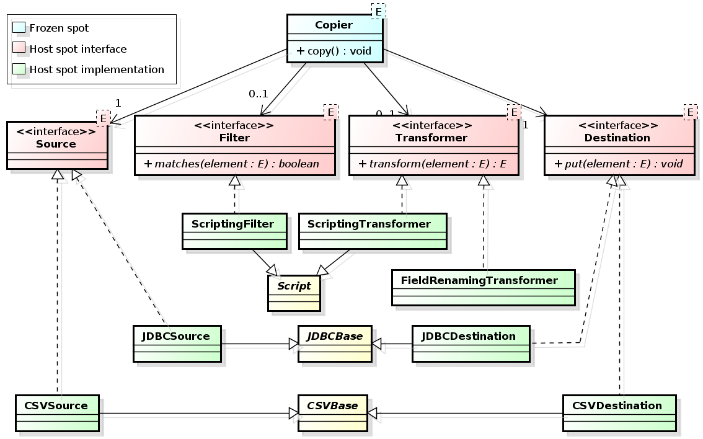 Frozen spot
Host spot interface
Host spot implementation
E
Copier
+ copy() : void
1
0..1
0..1
1
E
<<interface>>
Source
E
<<interface>>
Filter
+ matches(element : E) : boolean
E
<<interface>>
Transformer
+ transform(element : E) : E
E
<<interface>>
Destination
+ put(element : E) : void
ScriptingFilter
ScriptingTransformer
Script
FieldRenamingTransformer
JDBCSource
JDBCBase
JDBCDestination
CSVSource
CSVBase
CSVDestination